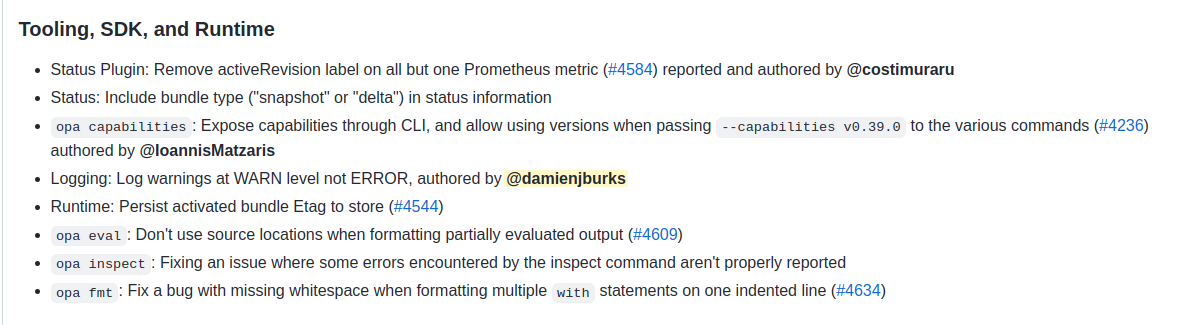 Tooling, SDK, and Runtime
• Status Plugin: Remove activeRevision label on all but one Prometheus metric (#4584) reported and authored by @costimuraru
• Status: Include bundle type ("snapshot" or "delta") in status information
• opa capabilities: Expose capabilities through CLI, and allow using versions when passing --capabilities v0.39.0 to the various commands (#4236)
authored by @IoannisMatzaris
• Logging: Log warnings at WARN level not ERROR, authored by @damienjburks
• Runtime: Persist activated bundle Etag to store (#4544)
• opa eval: Don't use source locations when formatting partially evaluated output (#4609)
• opa inspect: Fixing an issue where some errors encountered by the inspect command aren't properly reported
• opa fmt: Fix a bug with missing whitespace when formatting multiple with statements on one indented line (#4634)